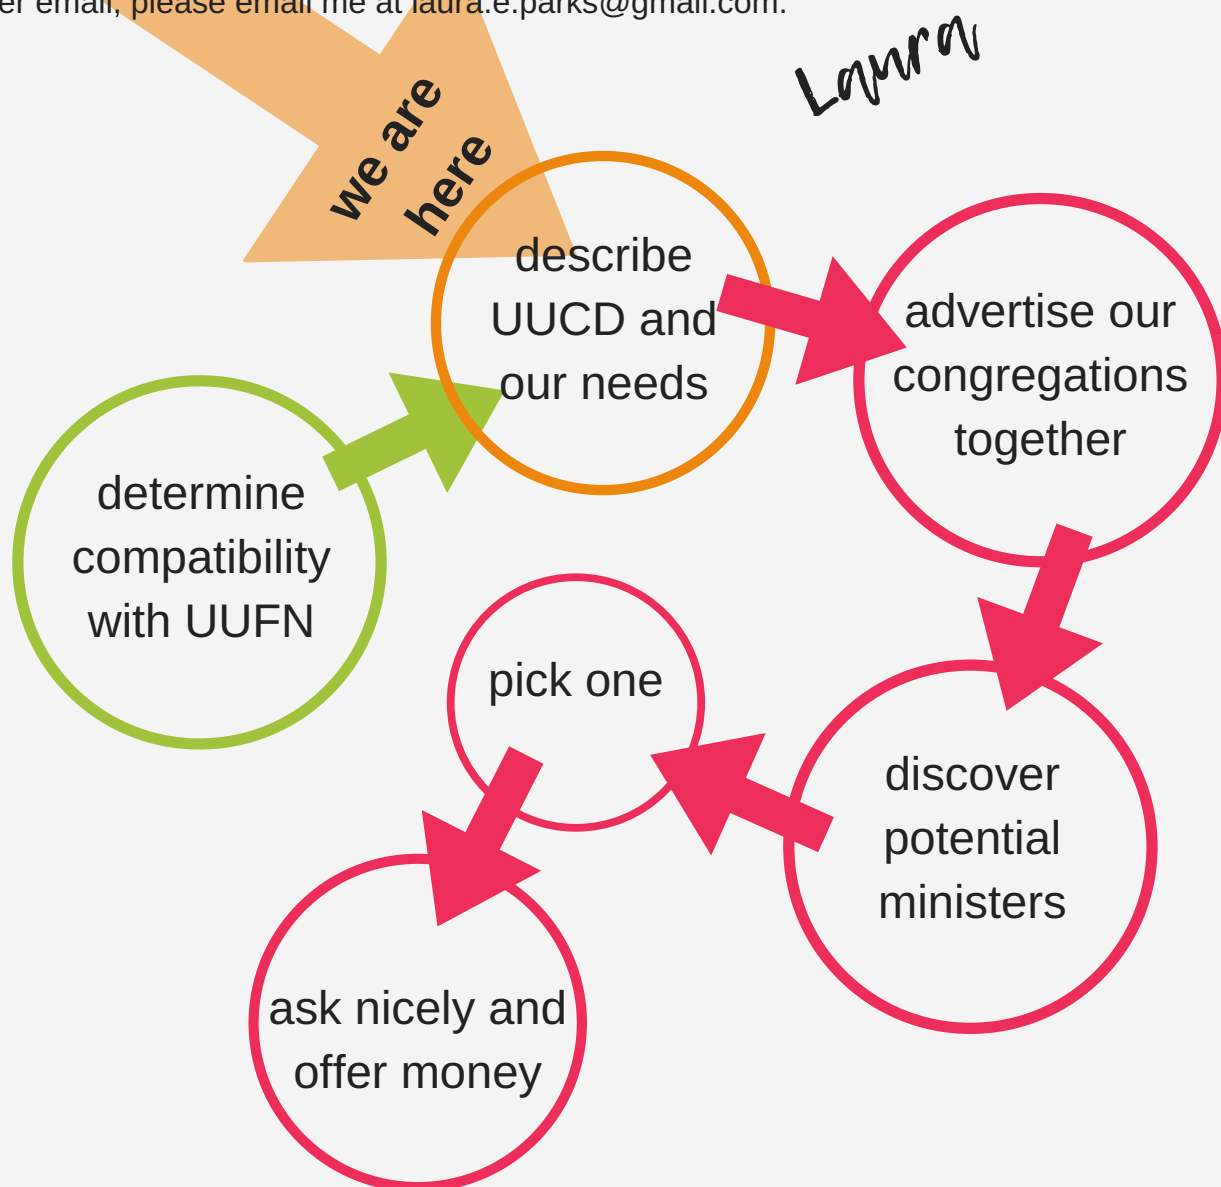 er email, please email me at laura.e.parks@gmail.com.
Laura
we are
here
describe
UUCD and
our needs
advertise our
congregations
together
determine
compatibility
with UUFN
pick one
discover
potential
ministers
ask nicely and
offer money